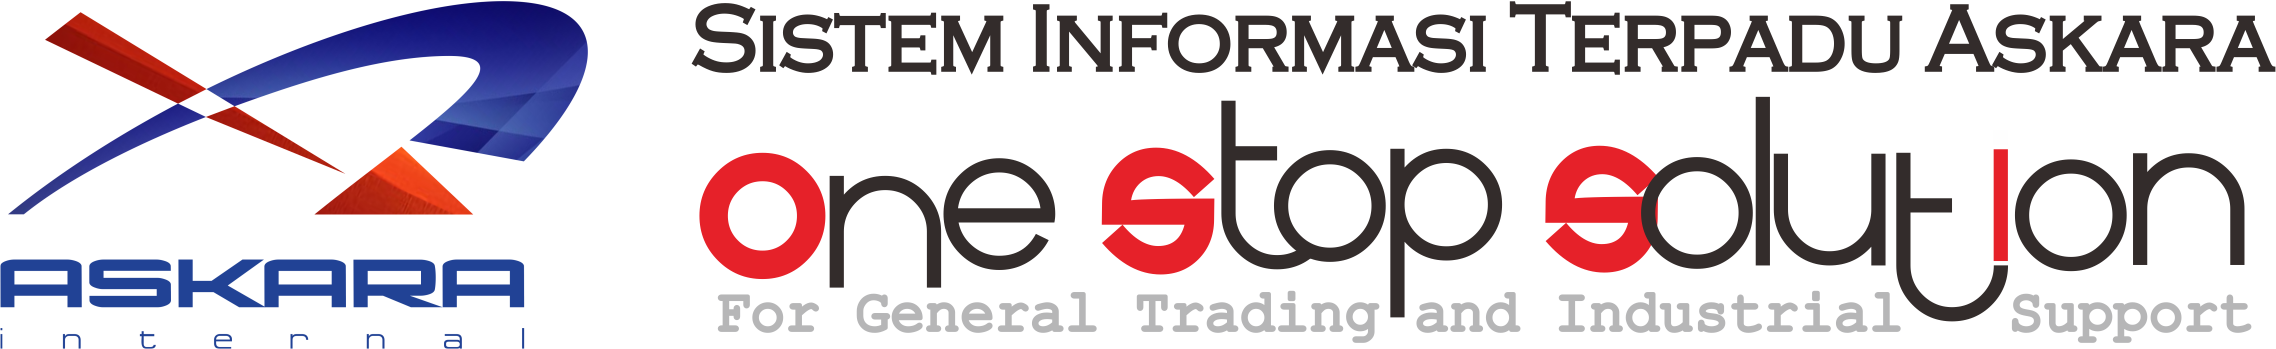 ASKARA
internal
SISTEM INFORMASI TERPADU ASKARA
One Stop Solution
For General Trading and Industrial Support